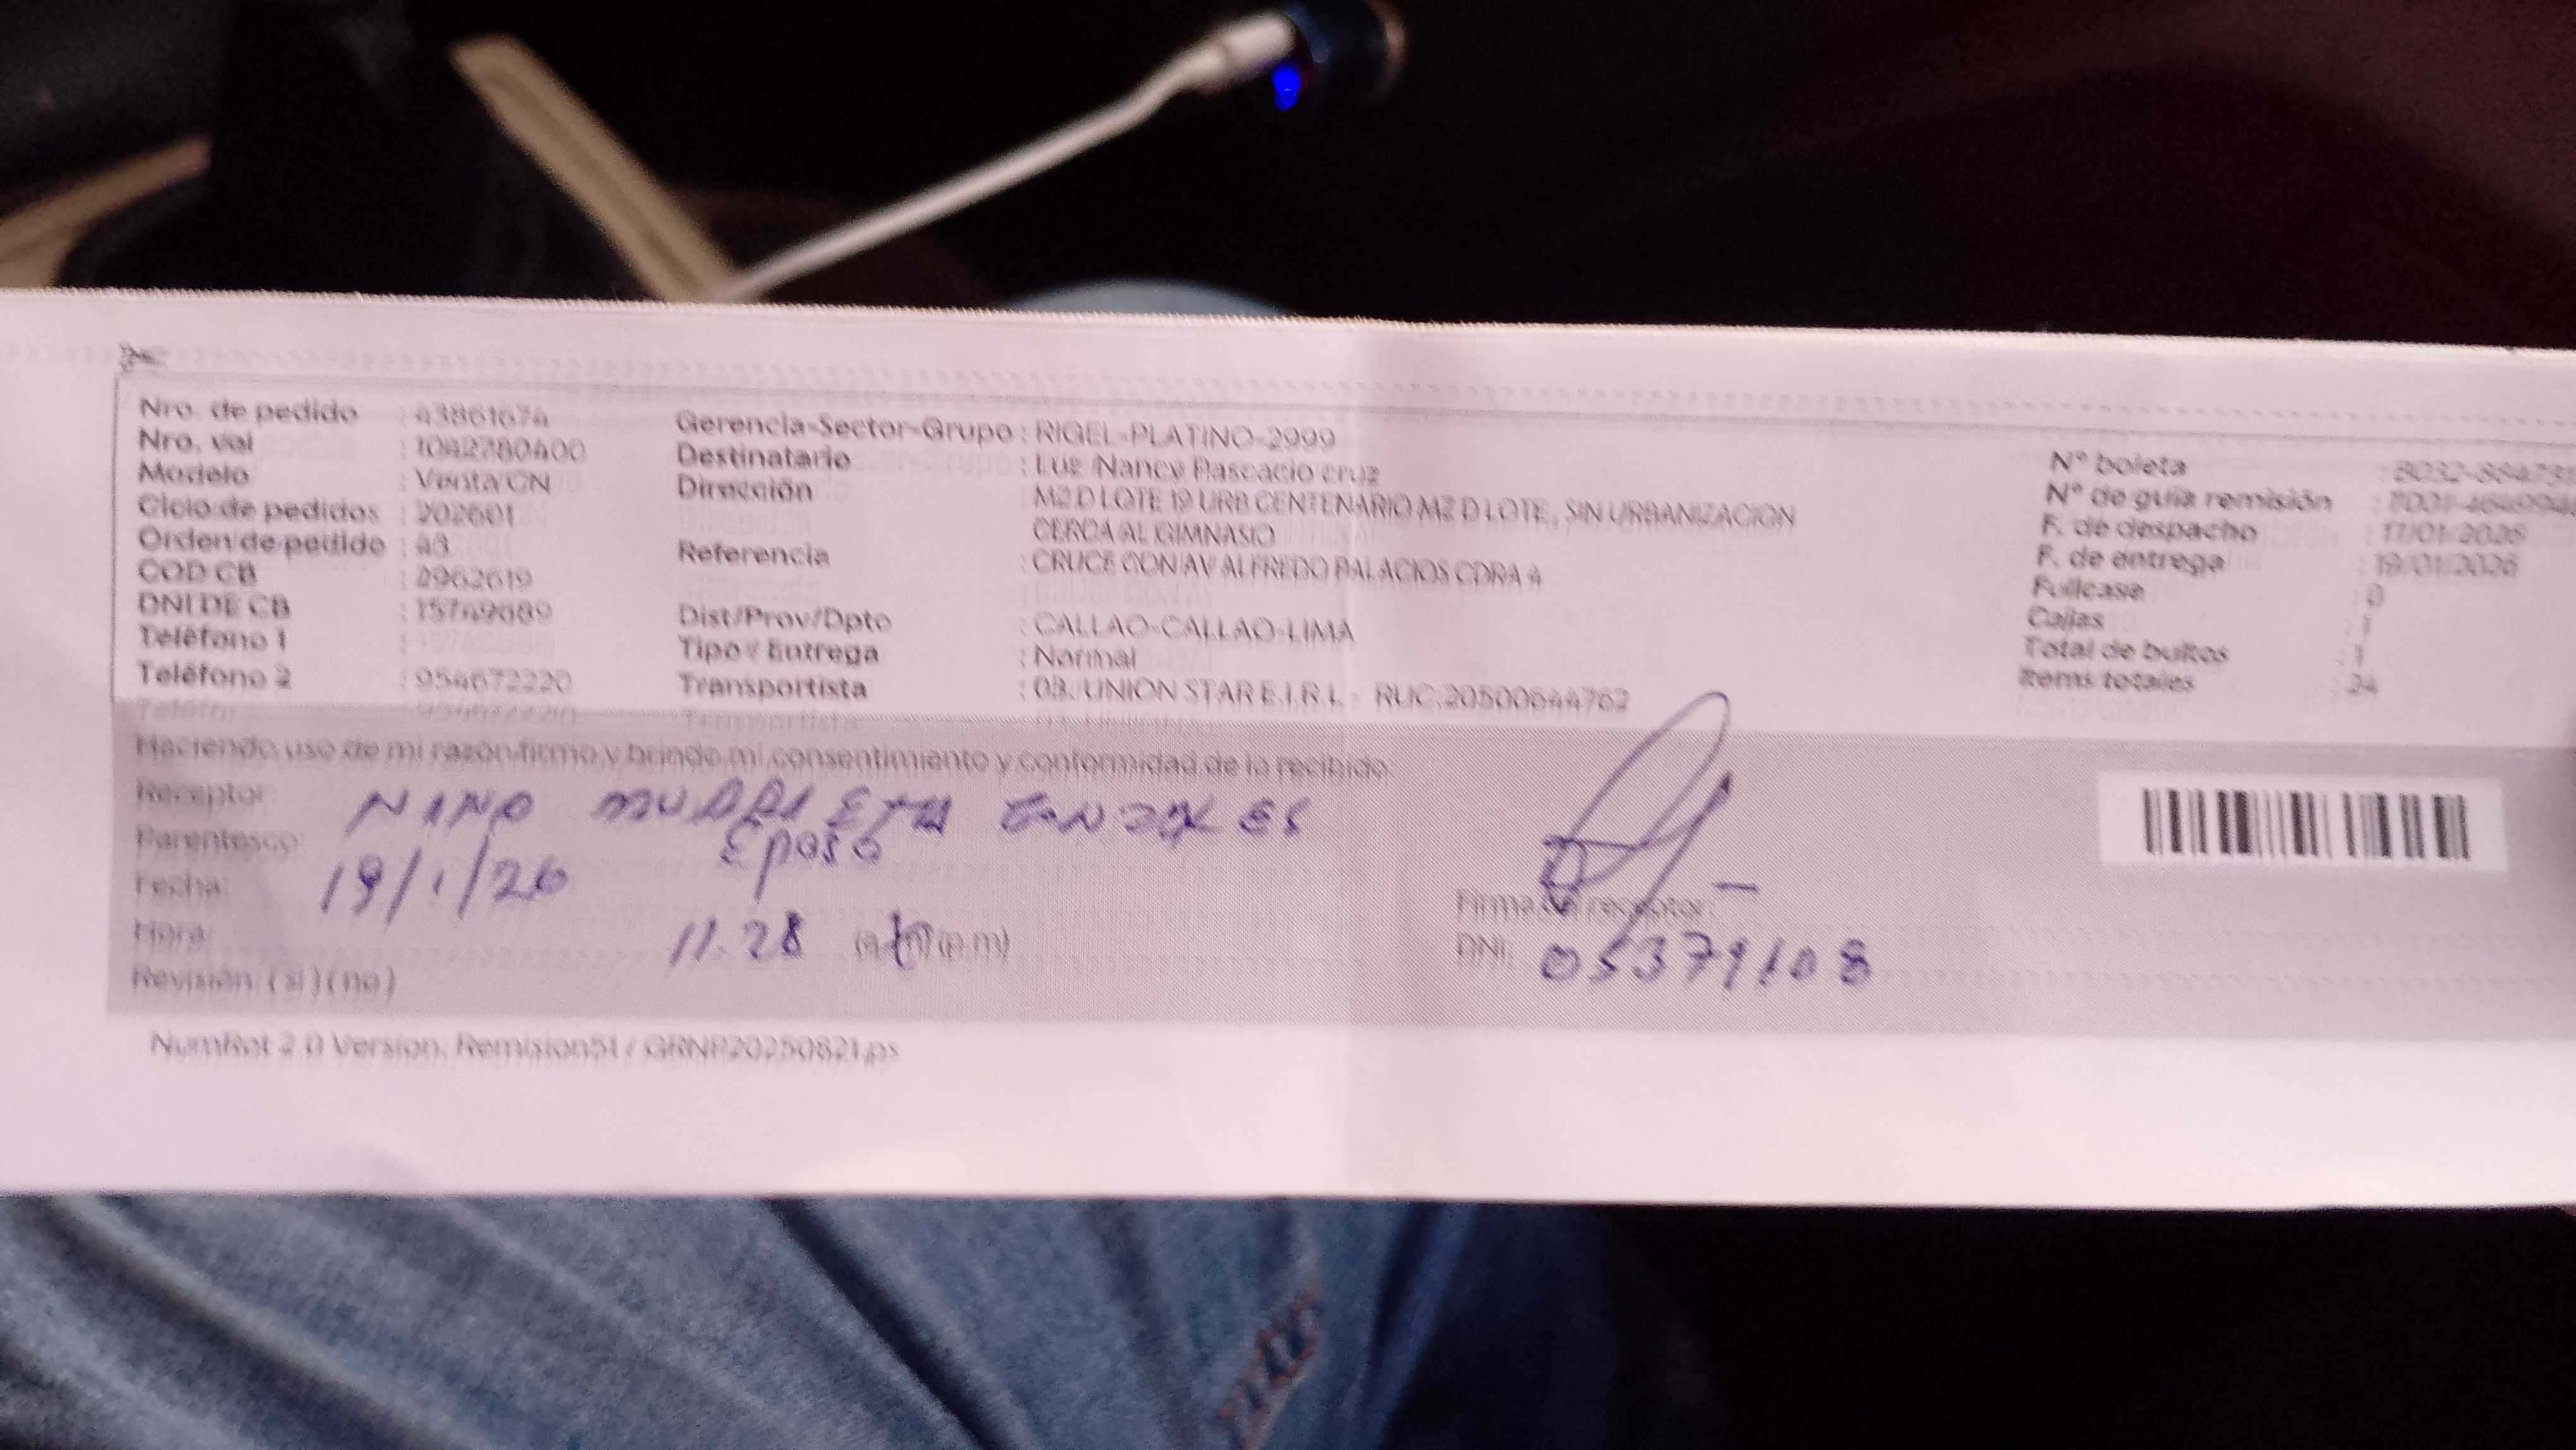 Nro. de pedido : 43861674
Nro. val : 1042780400
Modelo : Venta CN
Ciclo de pedidos : 202601
Orden de pedido : 43
COD CB : 2962619
DNI DE CB : 15749689
Teléfono 1 :
Teléfono 2 : 954672220
Gerencia-Sector-Grupo : RIGEL-PLATINO-2999
Destinatario : Luz Nancy Pascacio cruz
Dirección : MZ D LOTE 19 URB CENTENARIO MZ D LOTE, SIN URBANIZACION
CERCA AL GIMNASIO
Referencia : CRUCE CON AV ALFREDO PALACIOS CDRA 4
Dist/Prov/Dpto : CALLAO-CALLAO-LIMA
Tipo / Entrega : Normal
Transportista : 03. UNION STAR E.I.R.L - RUC:20500644762
N° boleta
N° de guía remisión
F. de despacho : 17/01/2026
F. de entrega : 19/01/2026
Fullcase : 0
Cajas : 1
Total de bultos : 1
Items totales : 24
Haciendo uso de mi razón firmo y brindo mi consentimiento y conformidad de lo recibido:
Receptor: NINO
Parentesco: Eposo
Fecha: 19/1/26
Hora: 11.28 (a.m) (p.m)
Revisión: (si) (no)
Firma del receptor:
DNI: 05379108
NumRot 2.0 Version: Remision51 / GRNP20250821.ps